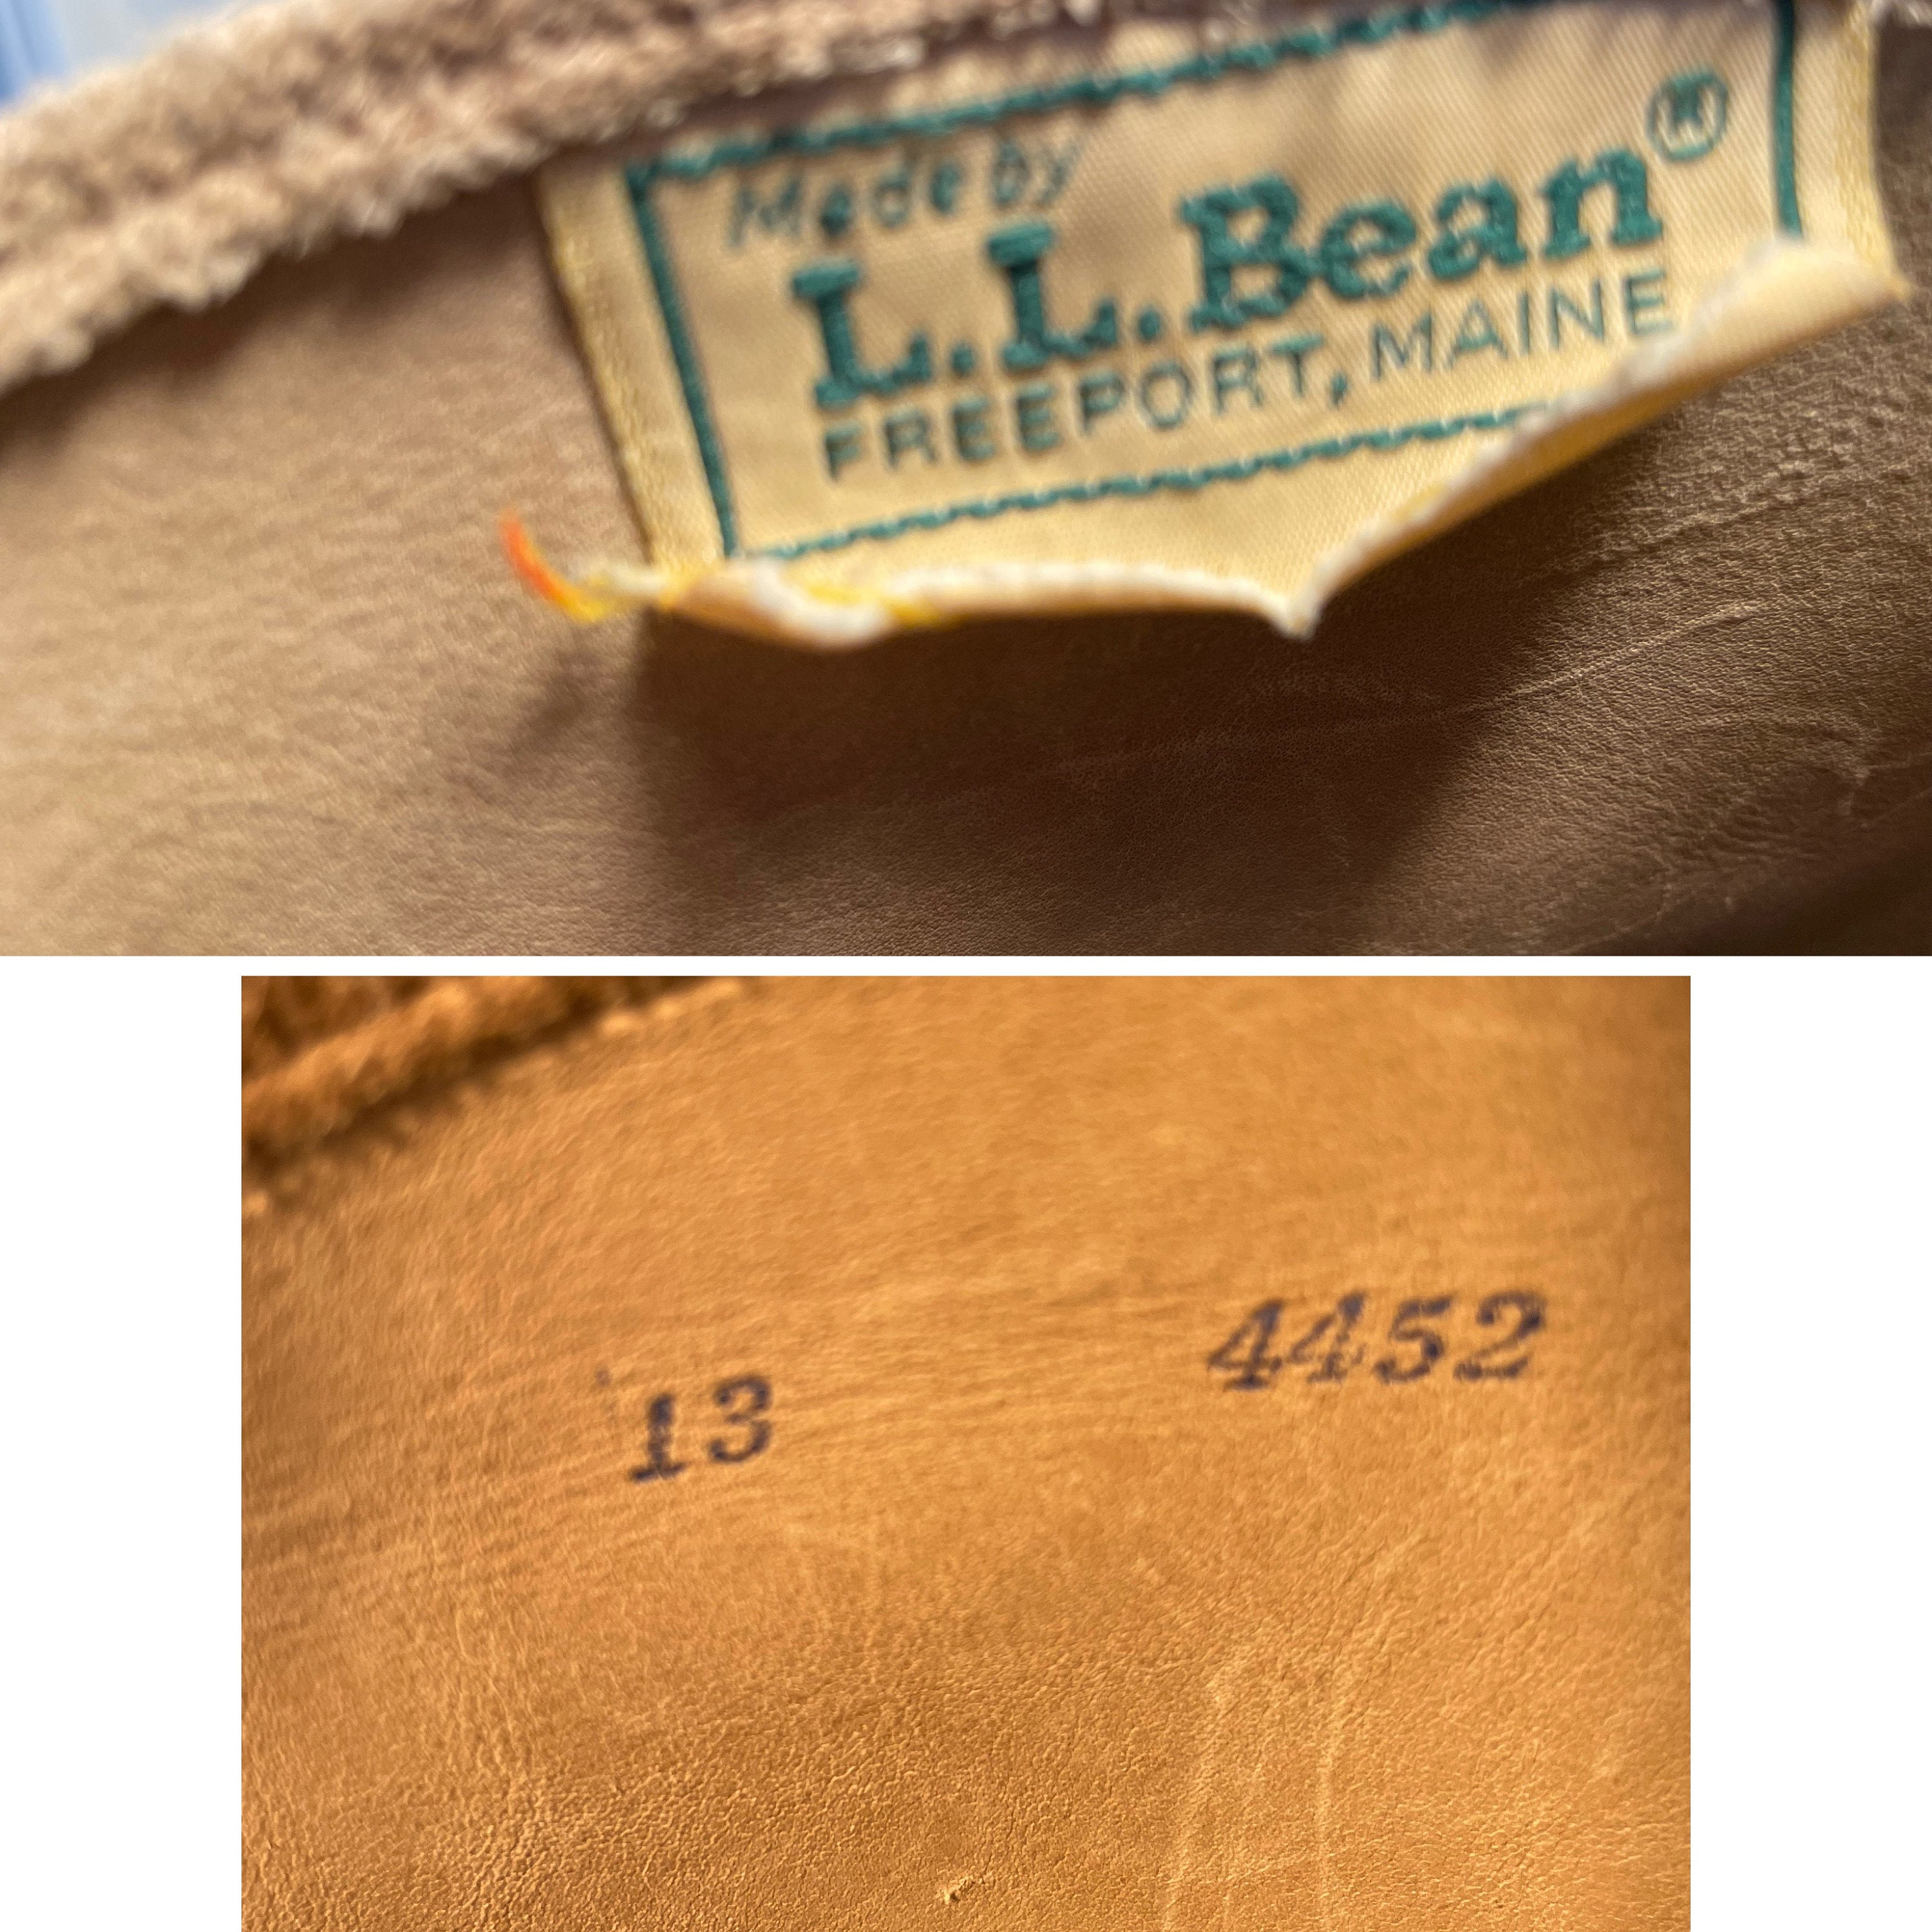 Made by
L.L.Bean®
FREEPORT, MAINE
13 4452